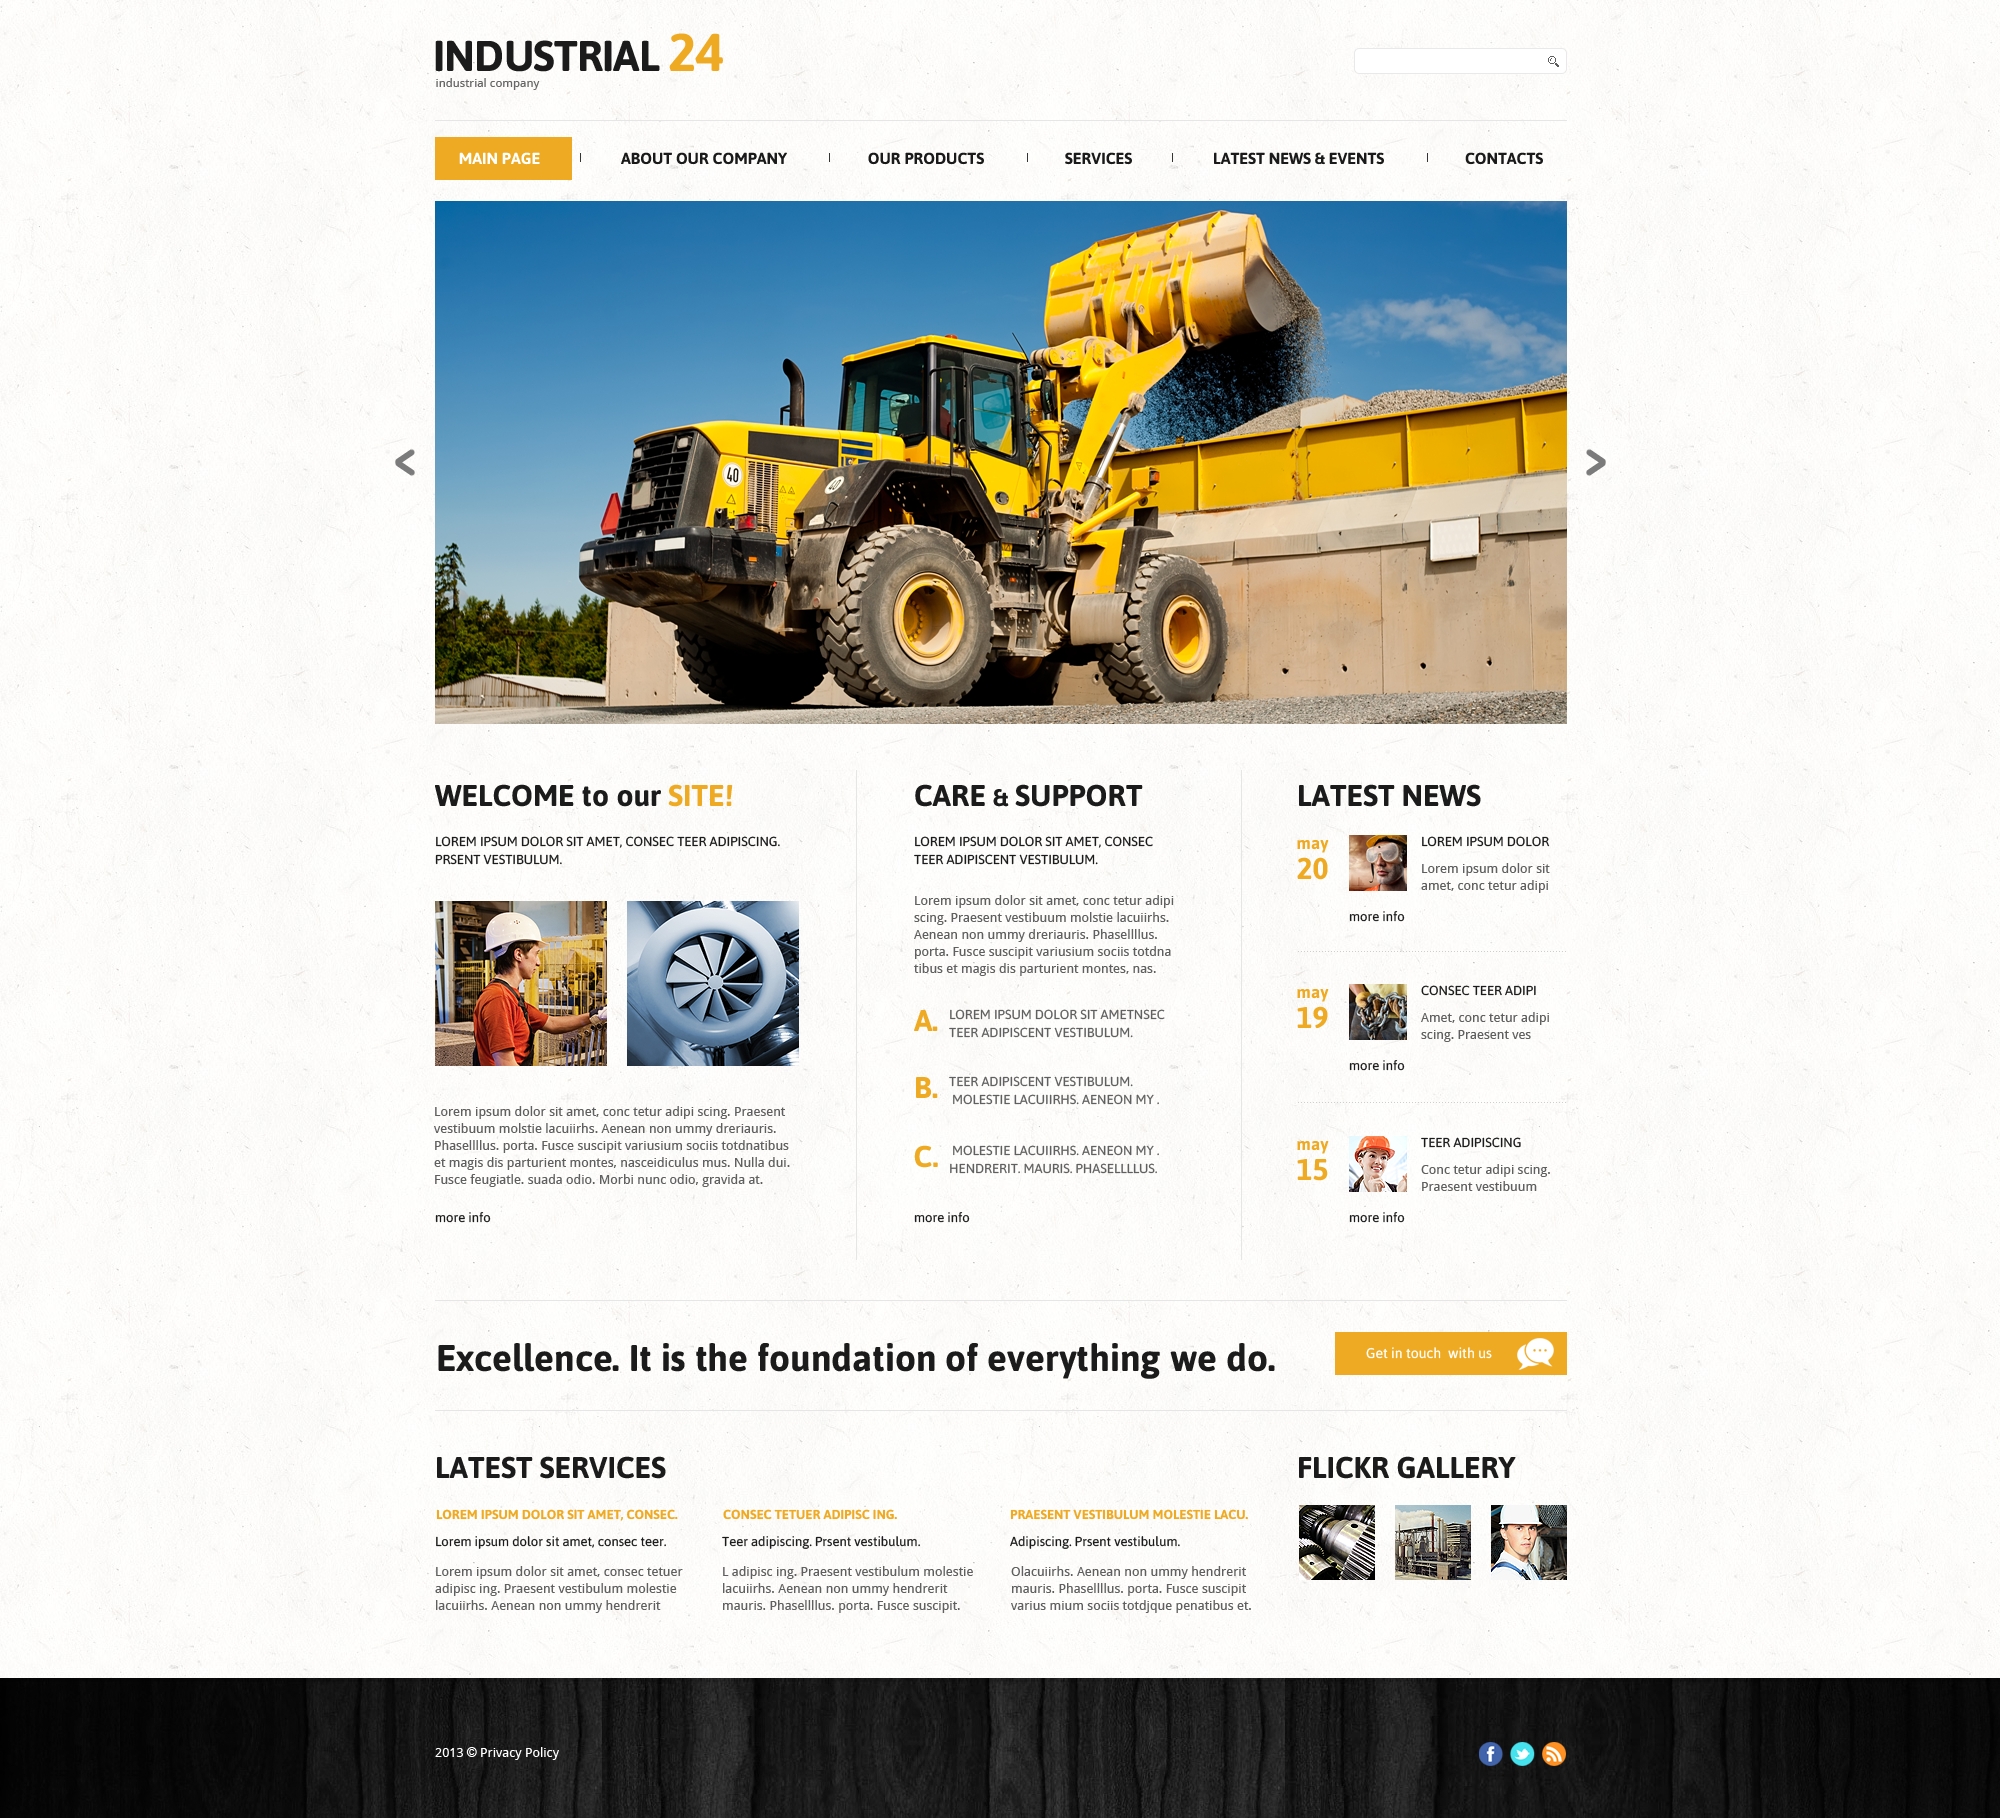 INDUSTRIAL 24
industrial company
MAIN PAGE
ABOUT OUR COMPANY
OUR PRODUCTS
SERVICES
LATEST NEWS & EVENTS
CONTACTS
40
40
<
>
WELCOME to our SITE!
LOREM IPSUM DOLOR SIT AMET, CONSEC TEER ADIPISCING.
PRSENT VESTIBULUM.
Lorem ipsum dolor sit amet, conc tetur adipi scing. Praesent
vestibuum molstie lacuiirhs. Aenean non ummy dreriauris.
Phasellllus. porta. Fusce suscipit variusium sociis totdnatibus
et magis dis parturient montes, nasceidiculus mus. Nulla dui.
Fusce feugiatle. suada odio. Morbi nunc odio, gravida at.
more info
CARE & SUPPORT
LOREM IPSUM DOLOR SIT AMET, CONSEC
TEER ADIPISCENT VESTIBULUM.
Lorem ipsum dolor sit amet, conc tetur adipi
scing. Praesent vestibuum molstie lacuiirhs.
Aenean non ummy dreriauris. Phasellllus.
porta. Fusce suscipit variusium sociis totdna
tibus et magis dis parturient montes, nas.
A. LOREM IPSUM DOLOR SIT AMETNSEC
TEER ADIPISCENT VESTIBULUM.
B. TEER ADIPISCENT VESTIBULUM.
MOLESTIE LACUIIRHS. AENEON MY .
C. MOLESTIE LACUIIRHS. AENEON MY .
HENDRERIT. MAURIS. PHASELLLLUS.
more info
LATEST NEWS
may
20
LOREM IPSUM DOLOR
Lorem ipsum dolor sit
amet, conc tetur adipi
more info
may
19
CONSEC TEER ADIPI
Amet, conc tetur adipi
scing. Praesent ves
more info
may
15
TEER ADIPISCING
Conc tetur adipi scing.
Praesent vestibuum
more info
Excellence. It is the foundation of everything we do.
Get in touch with us
LATEST SERVICES
LOREM IPSUM DOLOR SIT AMET, CONSEC.
Lorem ipsum dolor sit amet, consec teer.
Lorem ipsum dolor sit amet, consec tetuer
adipisc ing. Praesent vestibulum molestie
lacuiirhs. Aenean non ummy hendrerit
CONSEC TETUER ADIPISC ING.
Teer adipiscing. Prsent vestibulum.
L adipisc ing. Praesent vestibulum molestie
lacuiirhs. Aenean non ummy hendrerit
mauris. Phasellllus. porta. Fusce suscipit.
PRAESENT VESTIBULUM MOLESTIE LACU.
Adipiscing. Prsent vestibulum.
Olacuiirhs. Aenean non ummy hendrerit
mauris. Phasellllus. porta. Fusce suscipit
varius mium sociis totdjque penatibus et.
FLICKR GALLERY
2013 © Privacy Policy
f